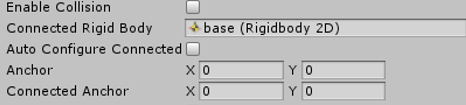 Enable Collision
Connected Rigid Body base (Rigidbody 2D)
Auto Configure Connected
Anchor X 0 Y 0
Connected Anchor X 0 Y 0